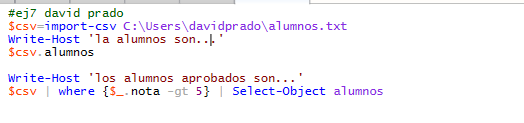 #ej7 david prado
$csv=import-csv C:\Users\davidprado\alumnos.txt
Write-Host 'la alumnos son...'
$csv.alumnos
Write-Host 'los alumnos aprobados son...'
$csv | where {$_.nota -gt 5} | Select-Object alumnos